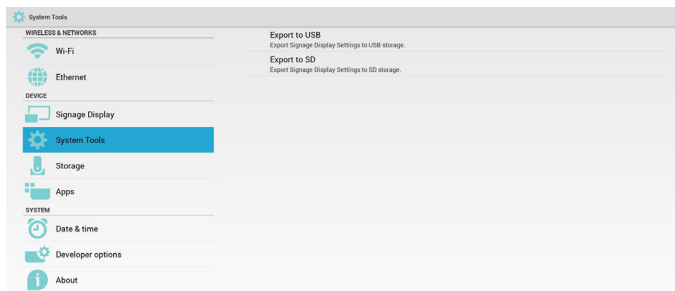 System Tools
WIRELESS & NETWORKS
Wi-Fi
Ethernet
DEVICE
Signage Display
System Tools
Storage
Apps
SYSTEM
Date & time
Developer options
About
Export to USB
Export Signage Display Settings to USB storage.
Export to SD
Export Signage Display Settings to SD storage.